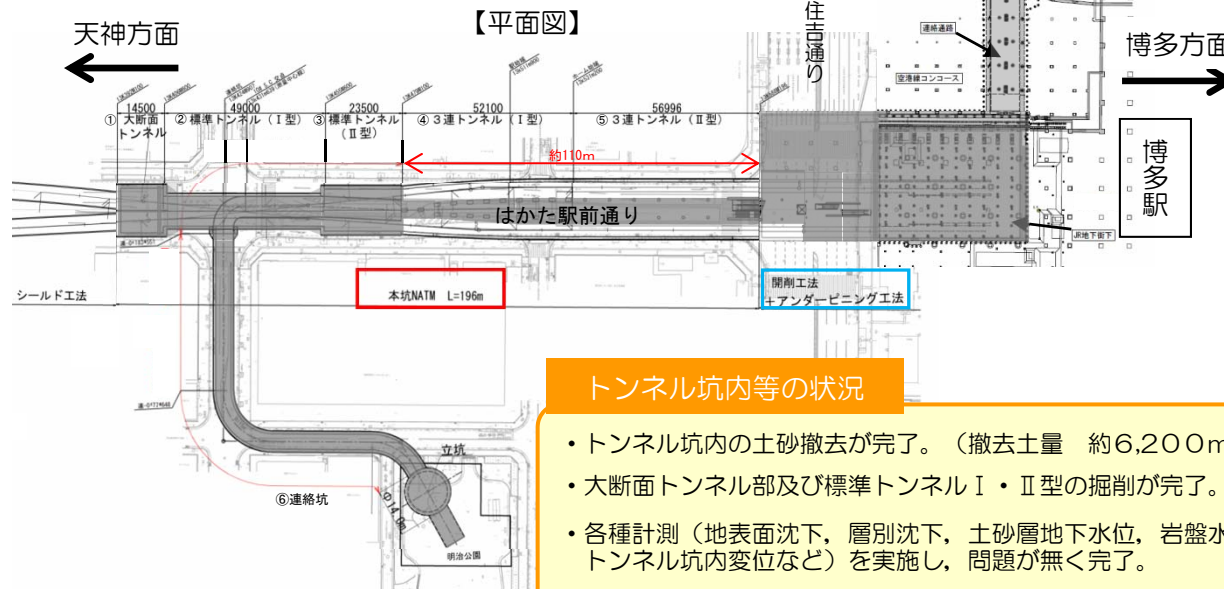 【平面図】
天神方面
住吉通り
連絡通路
空港線コンコース
博多方面
14500
49000
23500
52100
56996
① 大断面
トンネル
② 標準トンネル(Ⅰ型)
③ 標準トンネル
(Ⅱ型)
④ 3連トンネル(Ⅰ型)
⑤ 3連トンネル(Ⅱ型)
約110m
博多駅
はかた駅前通り
JR地下街下
シールド工法
本坑NATM L=196m
開削工法
+アンダーピニング工法
立坑
⑥連絡坑
Φ14.0m
明治公園
トンネル坑内等の状況
・トンネル坑内の土砂撤去が完了。(撤去土量 約6,200m
・大断面トンネル部及び標準トンネルⅠ・Ⅱ型の掘削が完了。
・各種計測(地表面沈下,層別沈下,土砂層地下水位,岩盤水
トンネル坑内変位など)を実施し,問題が無く完了。